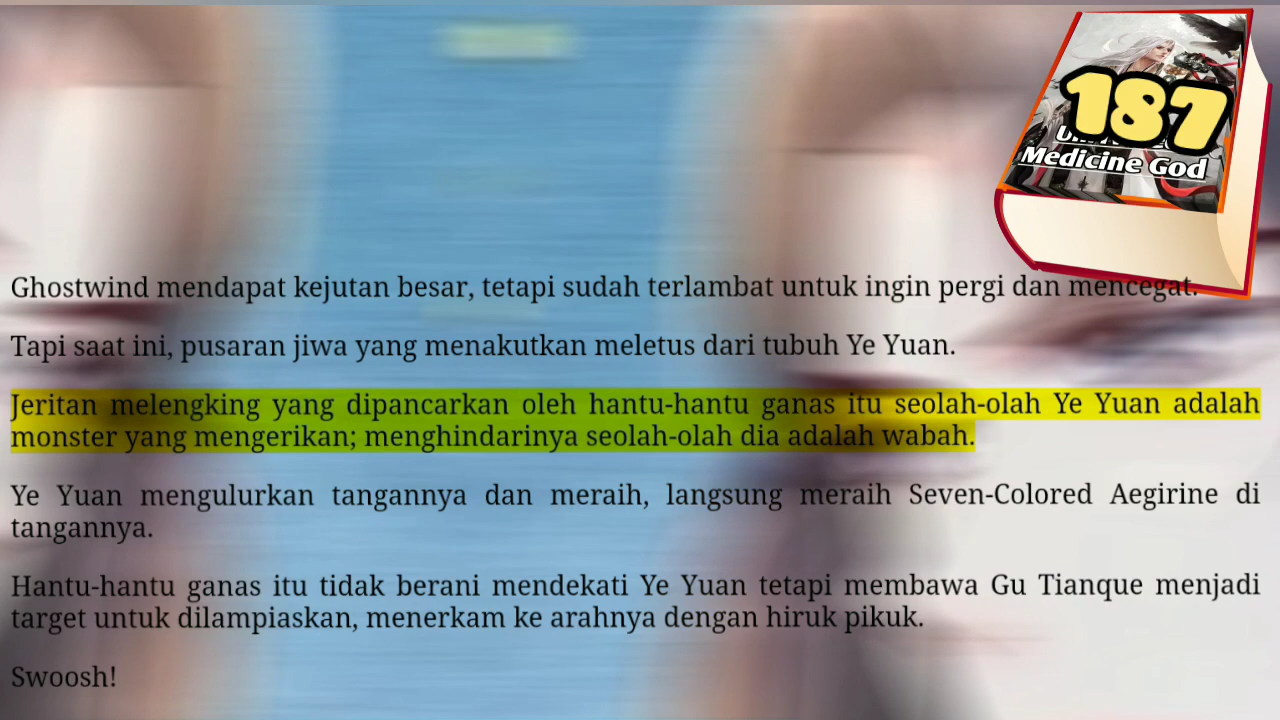 187
Medicine God
Ghostwind mendapat kejutan besar, tetapi sudah terlambat untuk ingin pergi dan mencegat.
Tapi saat ini, pusaran jiwa yang menakutkan meletus dari tubuh Ye Yuan.
Jeritan melengking yang dipancarkan oleh hantu-hantu ganas itu seolah-olah Ye Yuan adalah
monster yang mengerikan; menghindarinya seolah-olah dia adalah wabah.
Ye Yuan mengulurkan tangannya dan meraih, langsung meraih Seven-Colored Aegirine di
tangannya.
Hantu-hantu ganas itu tidak berani mendekati Ye Yuan tetapi membawa Gu Tianque menjadi
target untuk dilampiaskan, menerkam ke arahnya dengan hiruk pikuk.
Swoosh!